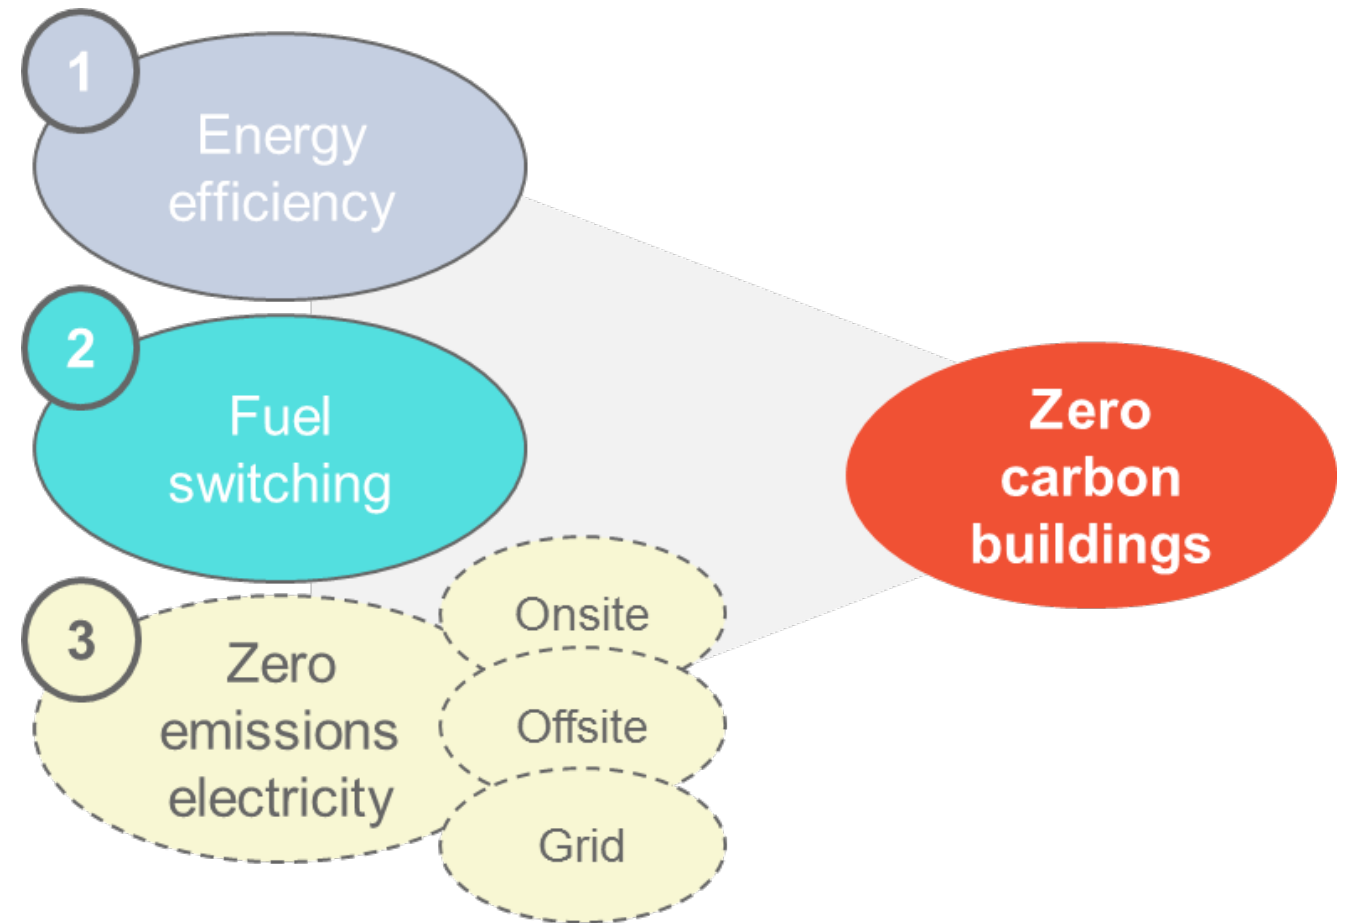 1
Energy
efficiency
2
Fuel
switching
3
Zero
emissions
electricity
Onsite
Offsite
Grid
Zero
carbon
buildings